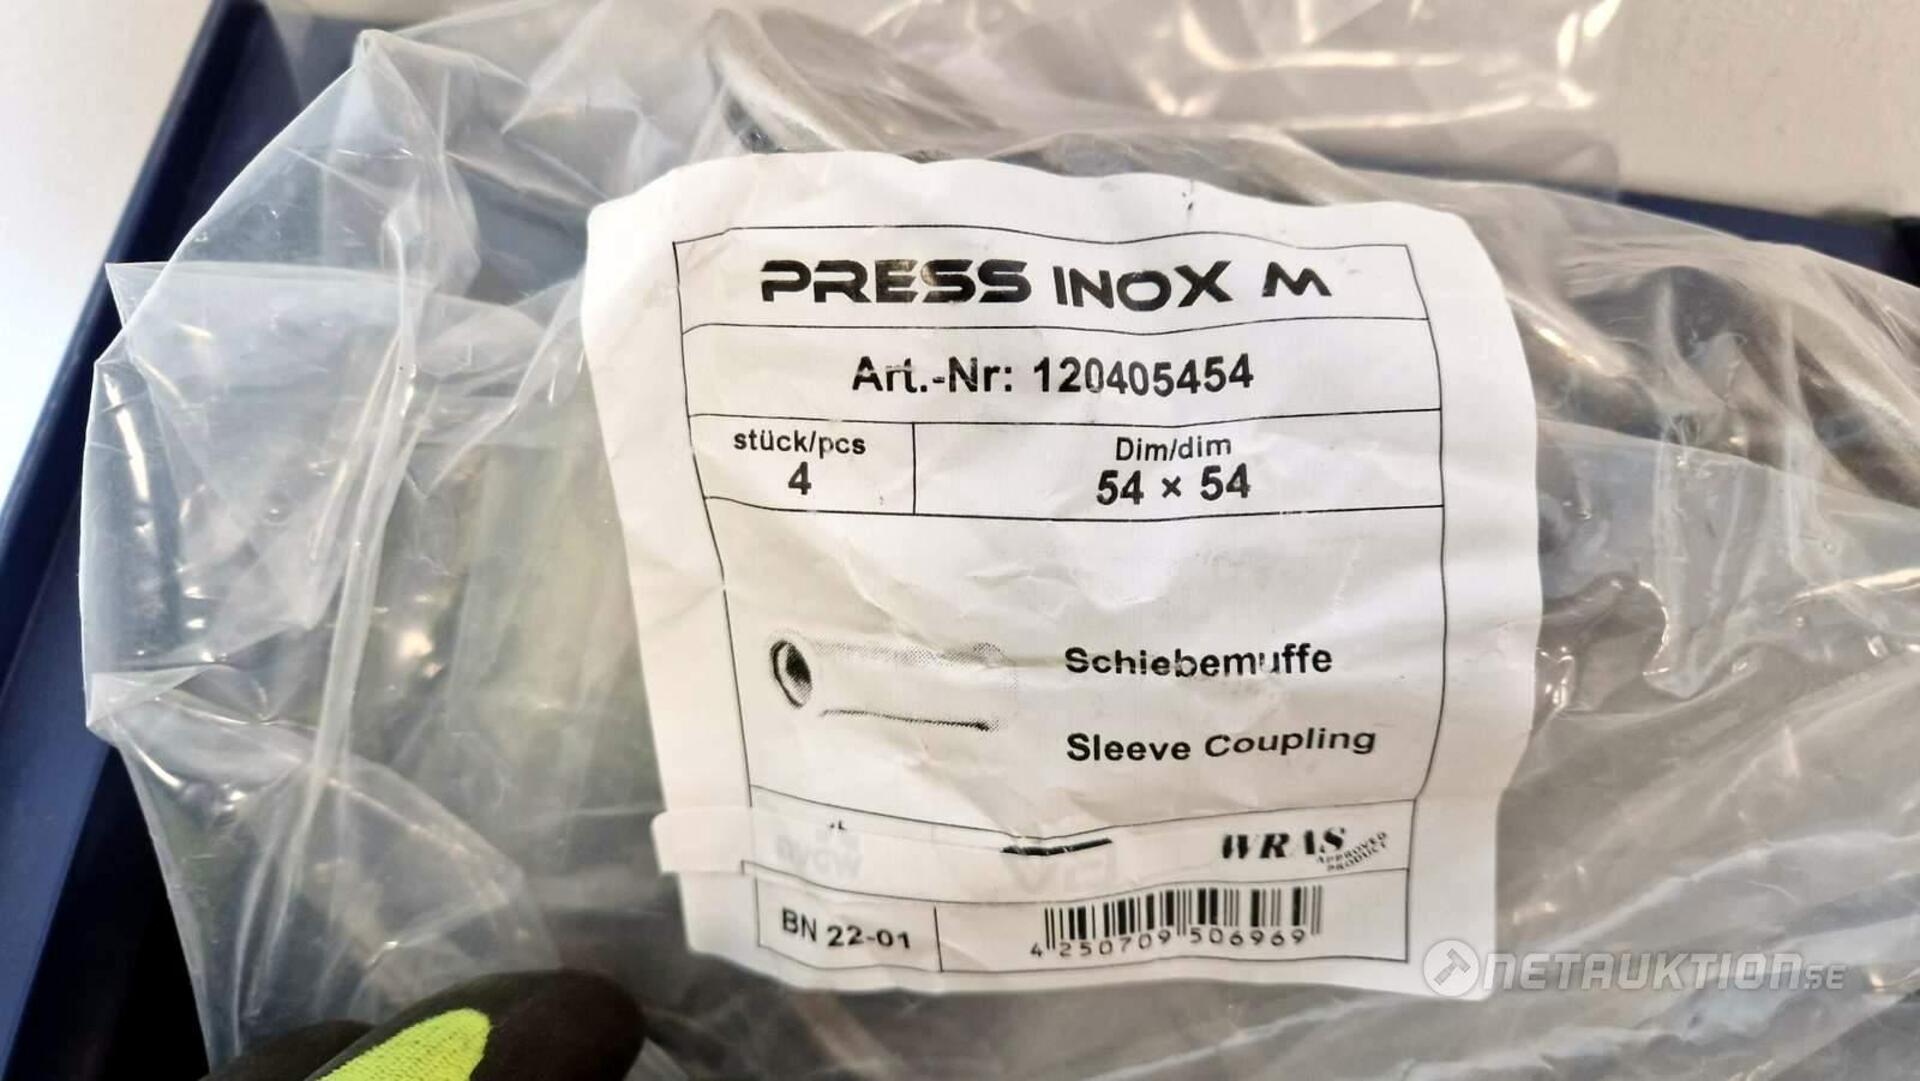 PRESS INOX M
Art.-Nr: 120405454
stück/pcs
4
Dim/dim
54 × 54
Schiebemuffe
Sleeve Coupling
WRAS
APPROVED
PRODUCT
BN 22-01
4 250709 506969
NETAUKTION.SE